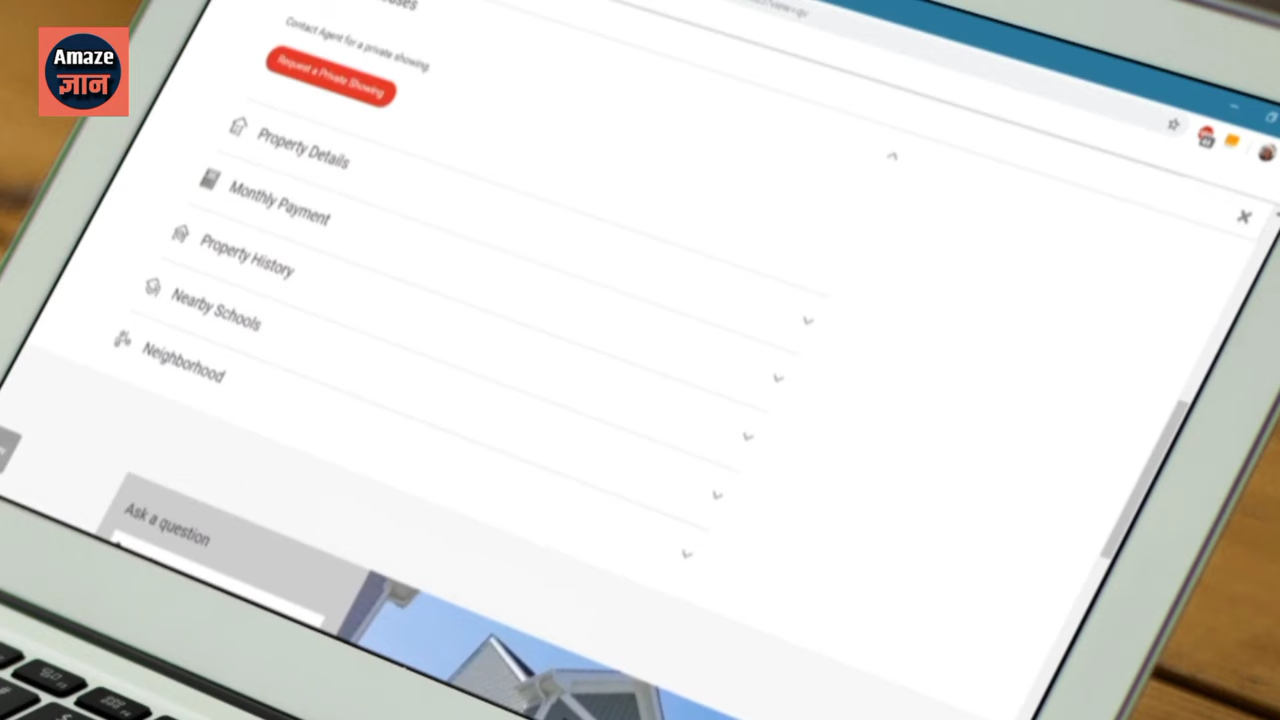 Amaze
ज्ञान
Contact Agent for a private showing
Request a Private Showing
Property Details
Monthly Payment
Property History
Nearby Schools
Neighborhood
Ask a question